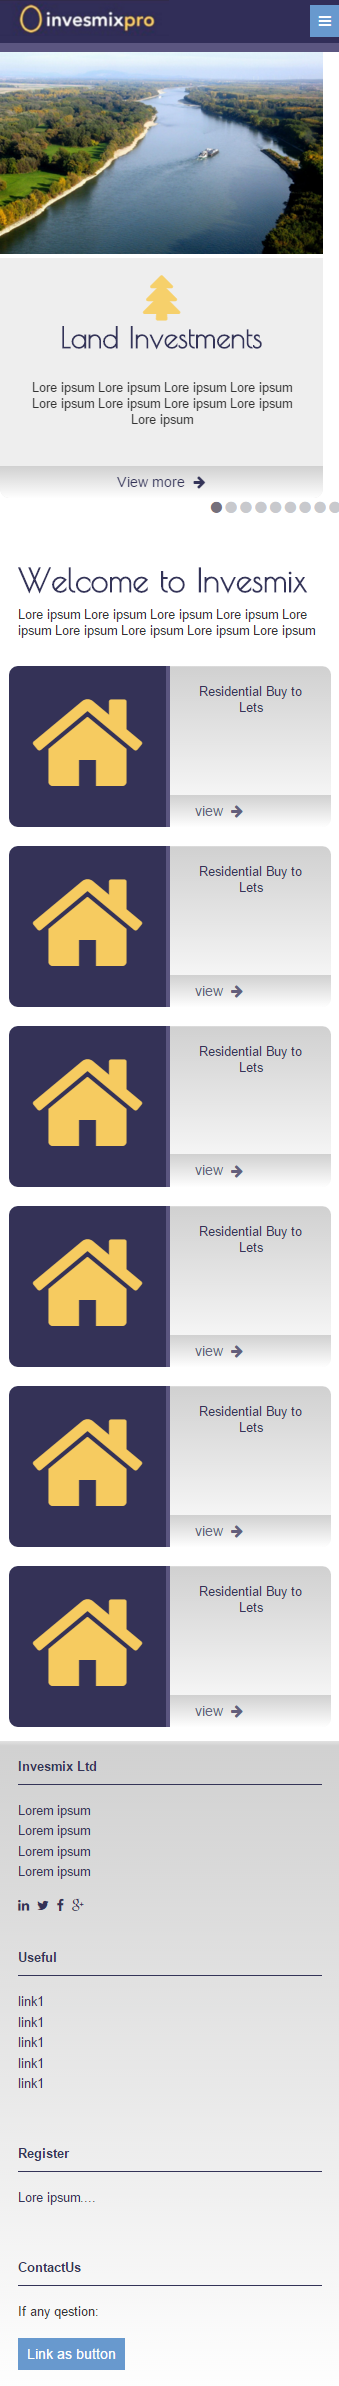 invesmixpro
Land Investments
Lore ipsum Lore ipsum Lore ipsum Lore ipsum
Lore ipsum Lore ipsum Lore ipsum Lore ipsum
Lore ipsum
View more
Welcome to Invesmix
Lore ipsum Lore ipsum Lore ipsum Lore ipsum Lore
ipsum Lore ipsum Lore ipsum Lore ipsum Lore ipsum
Residential Buy to
Lets
view
Residential Buy to
Lets
view
Residential Buy to
Lets
view
Residential Buy to
Lets
view
Residential Buy to
Lets
view
Residential Buy to
Lets
view
Invesmix Ltd
Lorem ipsum
Lorem ipsum
Lorem ipsum
Lorem ipsum
Useful
link1
link1
link1
link1
link1
Register
Lore ipsum....
ContactUs
If any qestion:
Link as button